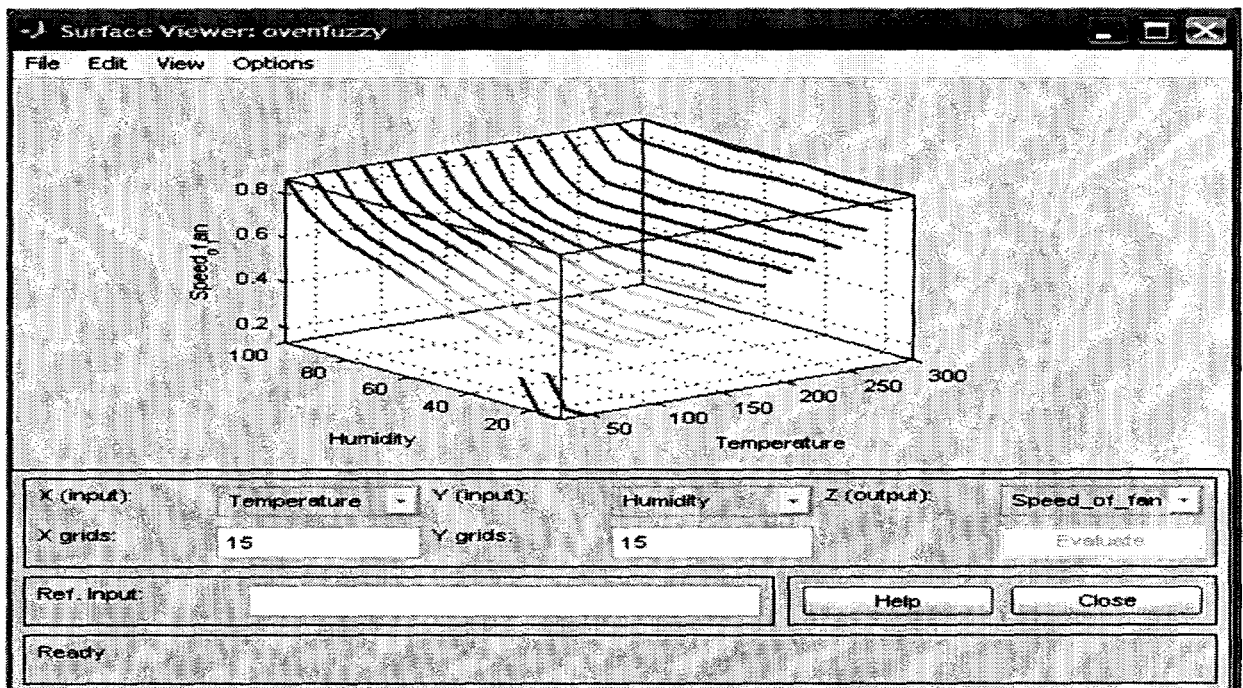 Surface Viewer: ovenfuzzy
File Edit View Options
0.8
0.6
0.4
0.2
Speed_of_fan
100
80
60
40
20
Humidity
50
100
150
200
250
300
Temperature
X (input): Temperature Y (input): Humidity Z (output): Speed_of_fan
X grids: 15 Y grids: 15 Evaluate
Ref. Input: Help Close
Ready